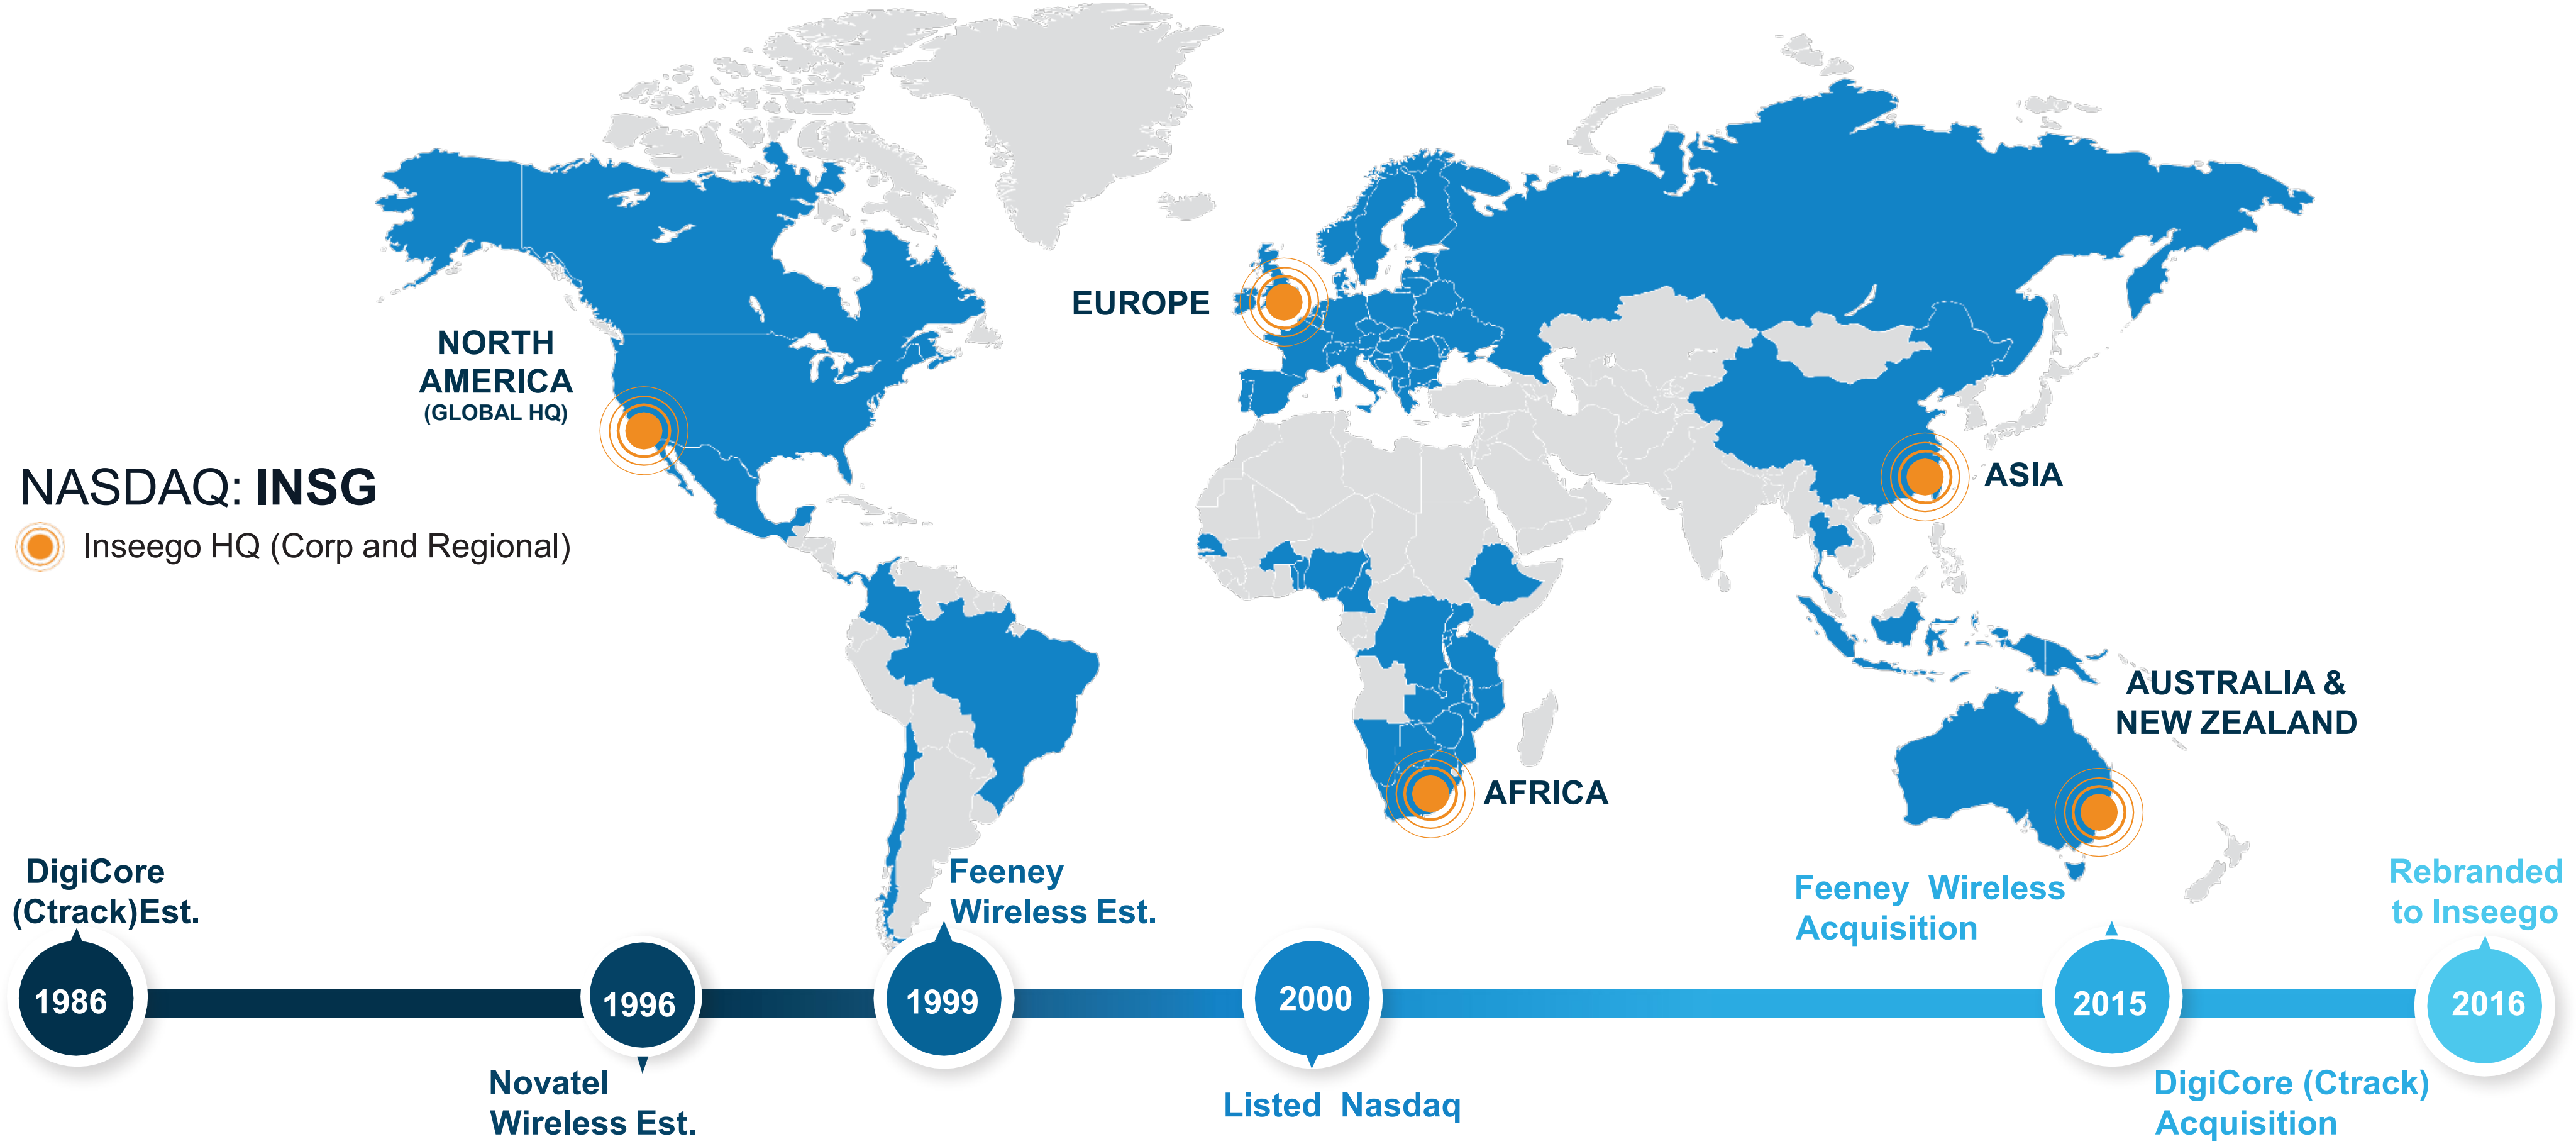 NORTH
AMERICA
(GLOBAL HQ)
EUROPE
ASIA
AUSTRALIA &
NEW ZEALAND
AFRICA
NASDAQ: INSG
Inseego HQ (Corp and Regional)
DigiCore
(Ctrack)Est.
1986
1996
Novatel
Wireless Est.
Feeney
Wireless Est.
1999
2000
Listed Nasdaq
Feeney Wireless
Acquisition
2015
DigiCore (Ctrack)
Acquisition
Rebranded
to Inseego
2016